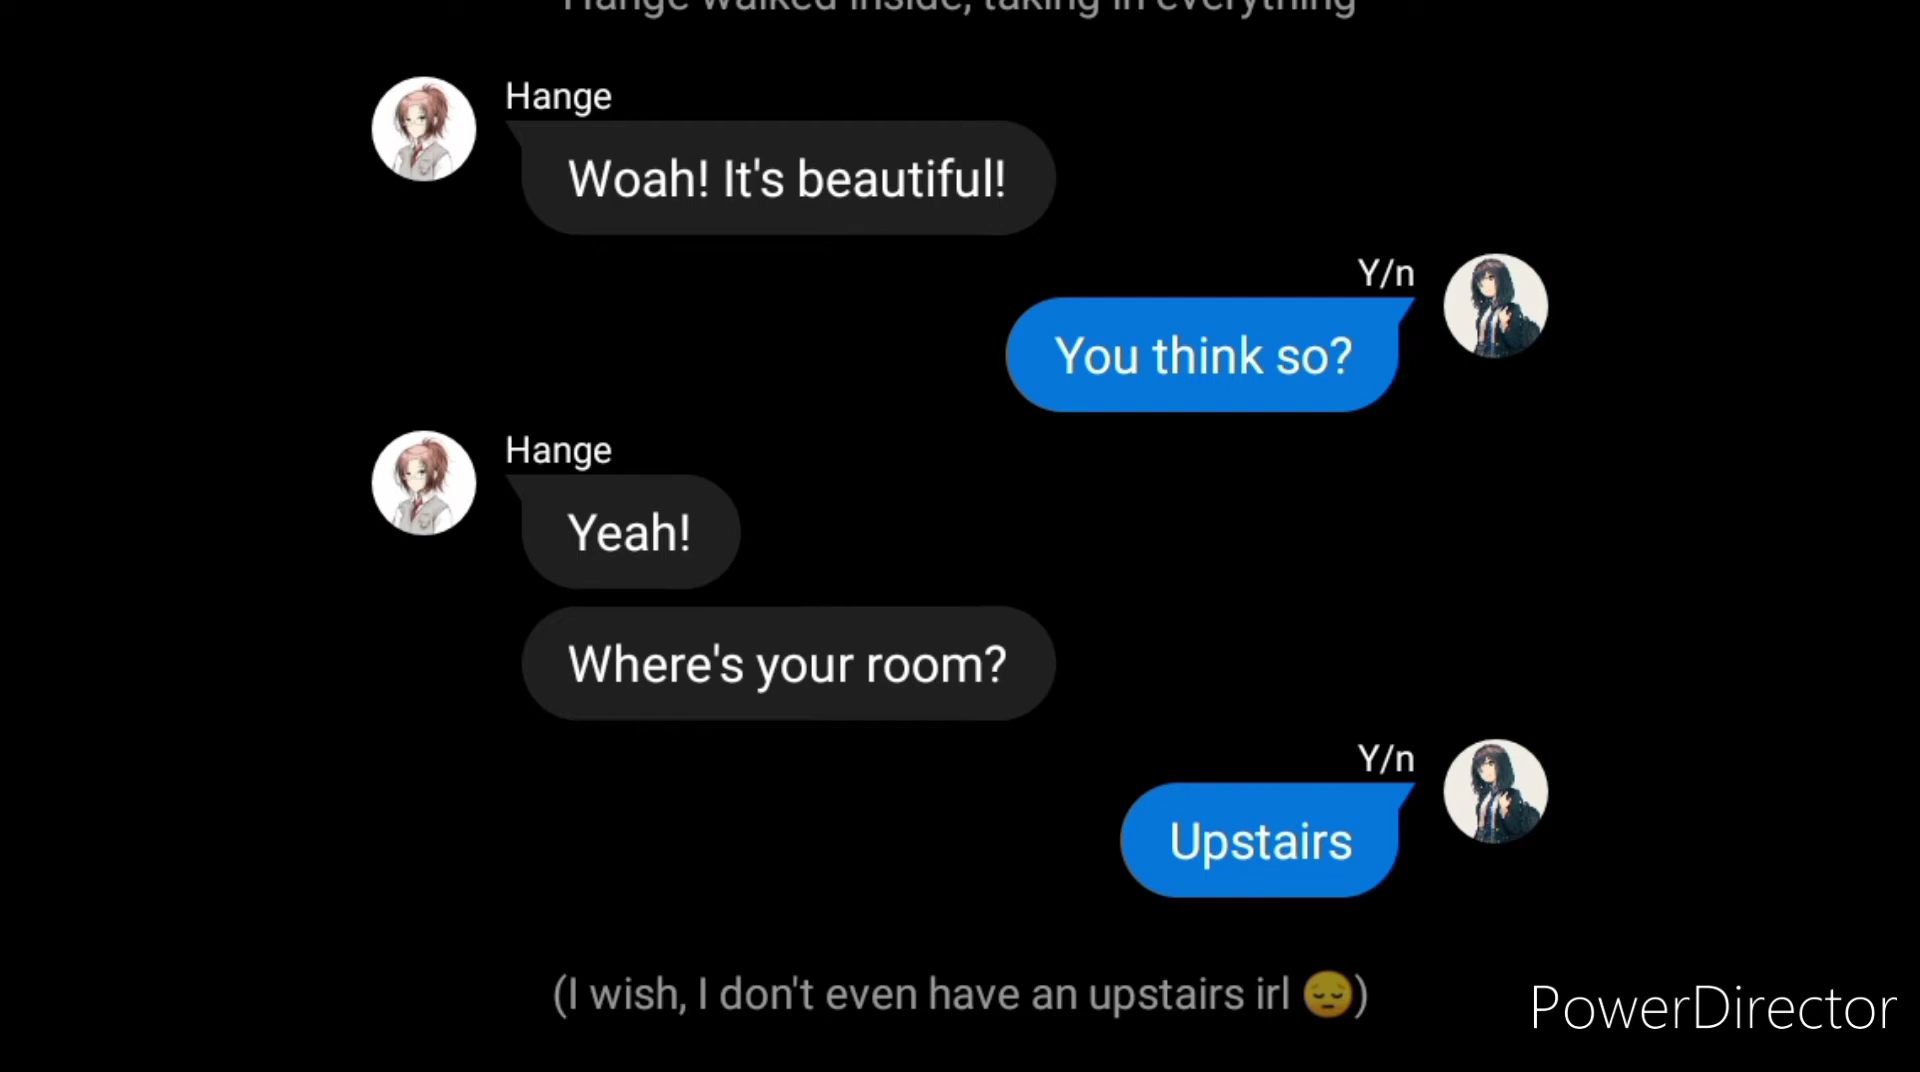 Hange walked inside, taking in everything
Hange
Woah! It's beautiful!
Y/n
You think so?
Hange
Yeah!
Where's your room?
Y/n
Upstairs
(I wish, I don't even have an upstairs irl 😔)
PowerDirector